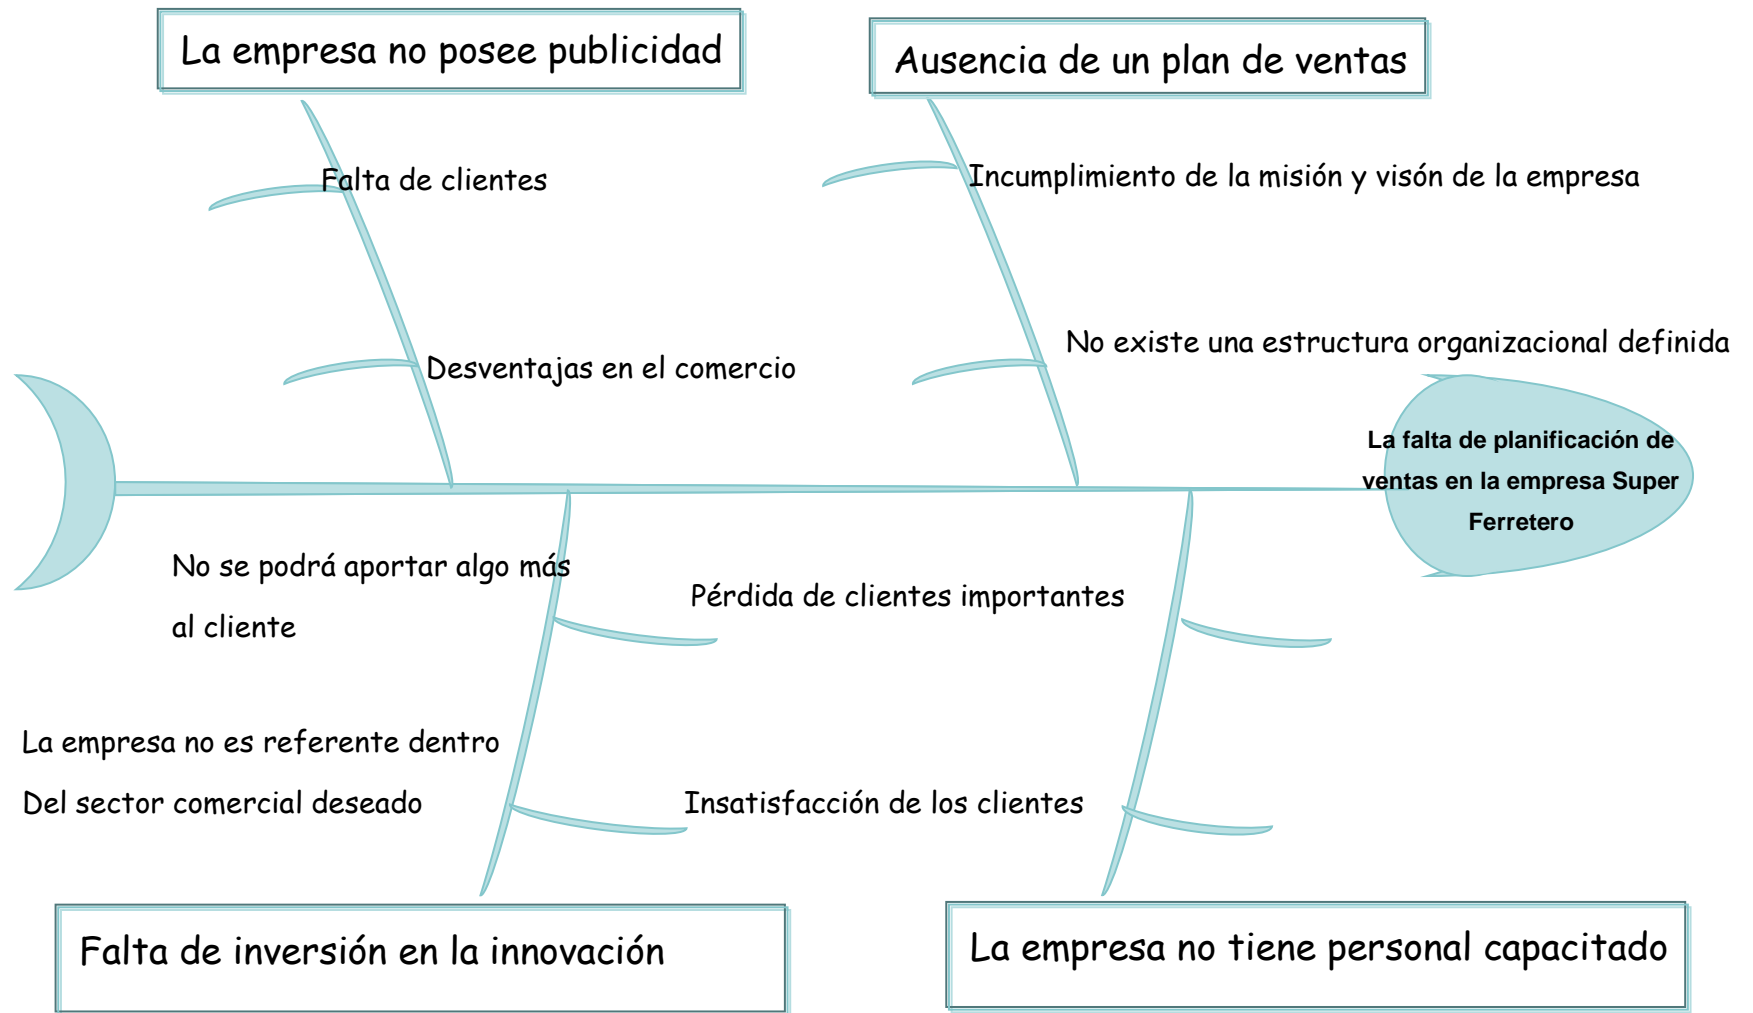 La empresa no posee publicidad
Ausencia de un plan de ventas
Falta de clientes
Incumplimiento de la misión y visón de la empresa
Desventajas en el comercio
No existe una estructura organizacional definida
La falta de planificación de
ventas en la empresa Super
Ferretero
No se podrá aportar algo más
al cliente
Pérdida de clientes importantes
La empresa no es referente dentro
Del sector comercial deseado
Insatisfacción de los clientes
Falta de inversión en la innovación
La empresa no tiene personal capacitado